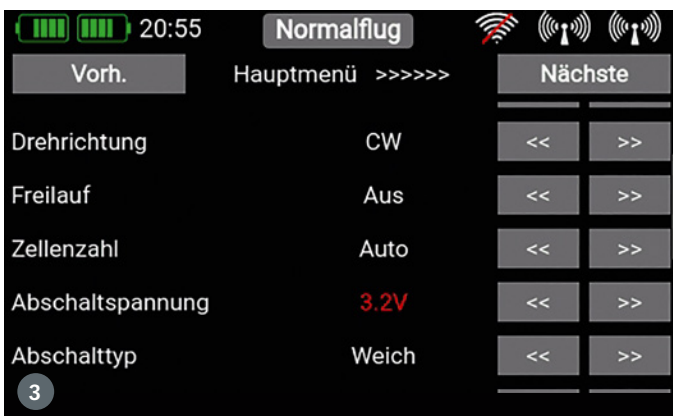 20:55 Normalflug
Vorh. Hauptmenü >>>>>> Nächste
Drehrichtung CW << >>
Freilauf Aus << >>
Zellenzahl Auto << >>
Abschaltspannung 3.2V << >>
Abschalttyp Weich << >>
3